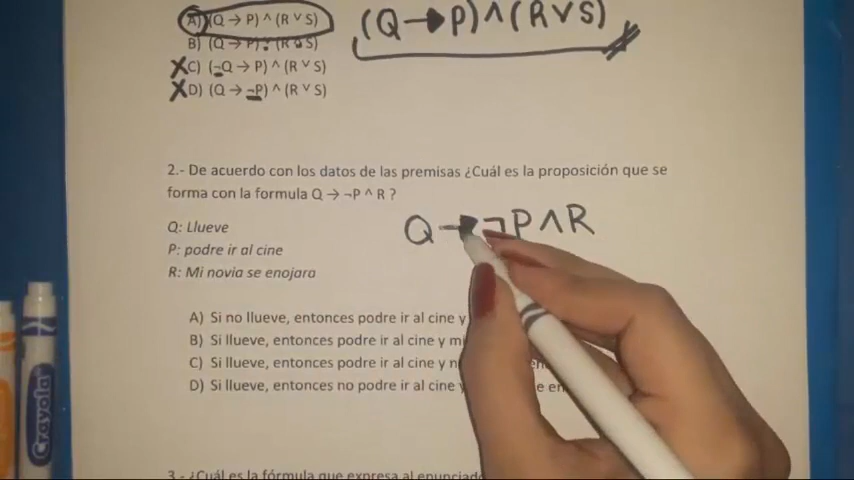 A) (Q → P) ^ (R ᵛ S)
(Q → P) ∧ (R ∨ S)
B) (Q → P) ᵛ (R ᵛ S)
C) (¬Q → P) ^ (R ᵛ S)
D) (Q → ¬P) ^ (R ᵛ S)
2.- De acuerdo con los datos de las premisas ¿Cuál es la proposición que se
forma con la formula Q → ¬P ^ R ?
Q → ¬P ∧ R
Q: Llueve
P: podre ir al cine
R: Mi novia se enojara
A) Si no llueve, entonces podre ir al cine y
B) Si llueve, entonces podre ir al cine y
C) Si llueve, entonces podre ir al cine y
D) Si llueve, entonces no podre ir al cine
3.- ¿Cuál es la fórmula que expresa al enunciado
Crayola